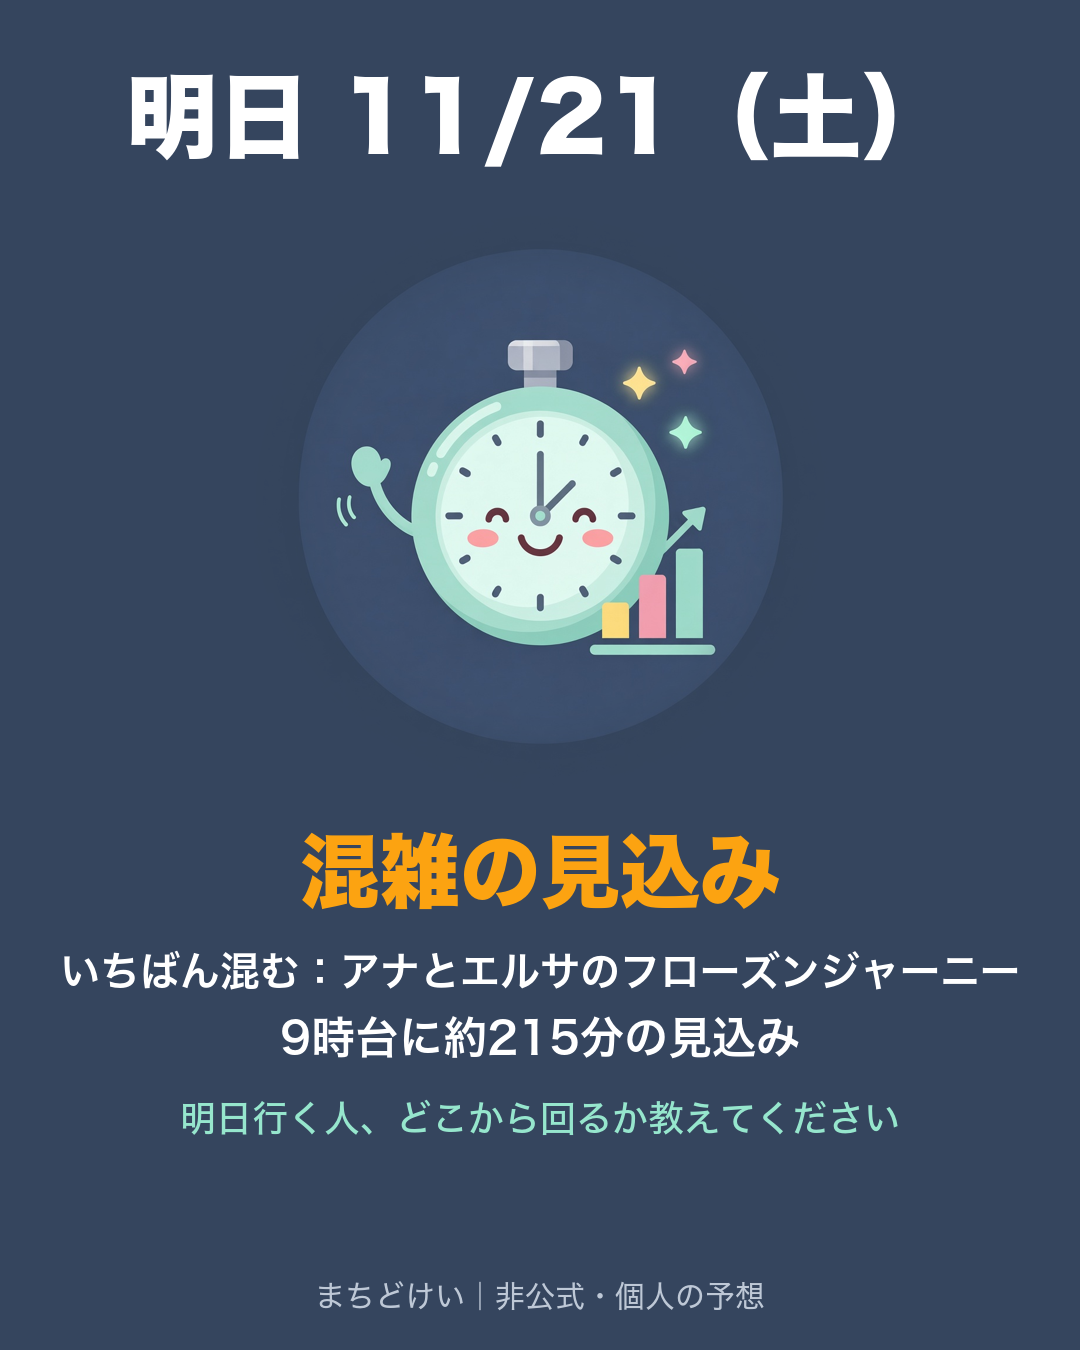 明日 11/21（土）
混雑の見込み
いちばん混む：アナとエルサのフローズンジャーニー
9時台に約215分の見込み
明日行く人、どこから回るか教えてください
まちどけい｜非公式・個人の予想